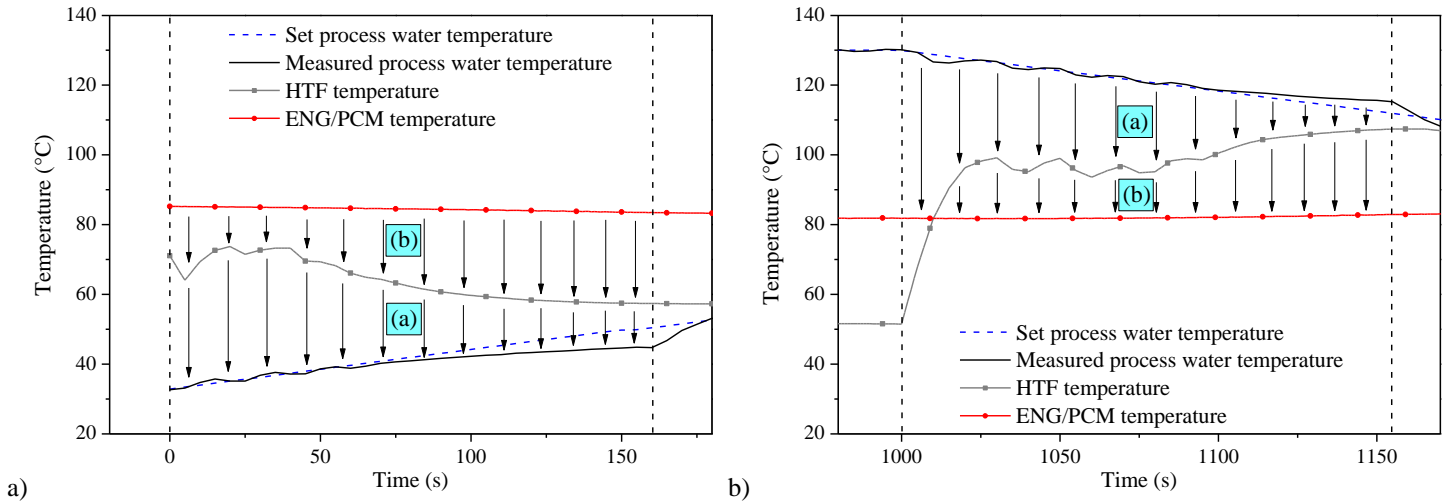 140
120
100
80
60
40
20
Temperature (°C)
0
50
100
150
Time (s)
Set process water temperature
Measured process water temperature
HTF temperature
ENG/PCM temperature
(b)
(a)
a)
140
120
100
80
60
40
20
Temperature (°C)
1000
1050
1100
1150
Time (s)
(a)
(b)
Set process water temperature
Measured process water temperature
HTF temperature
ENG/PCM temperature
b)